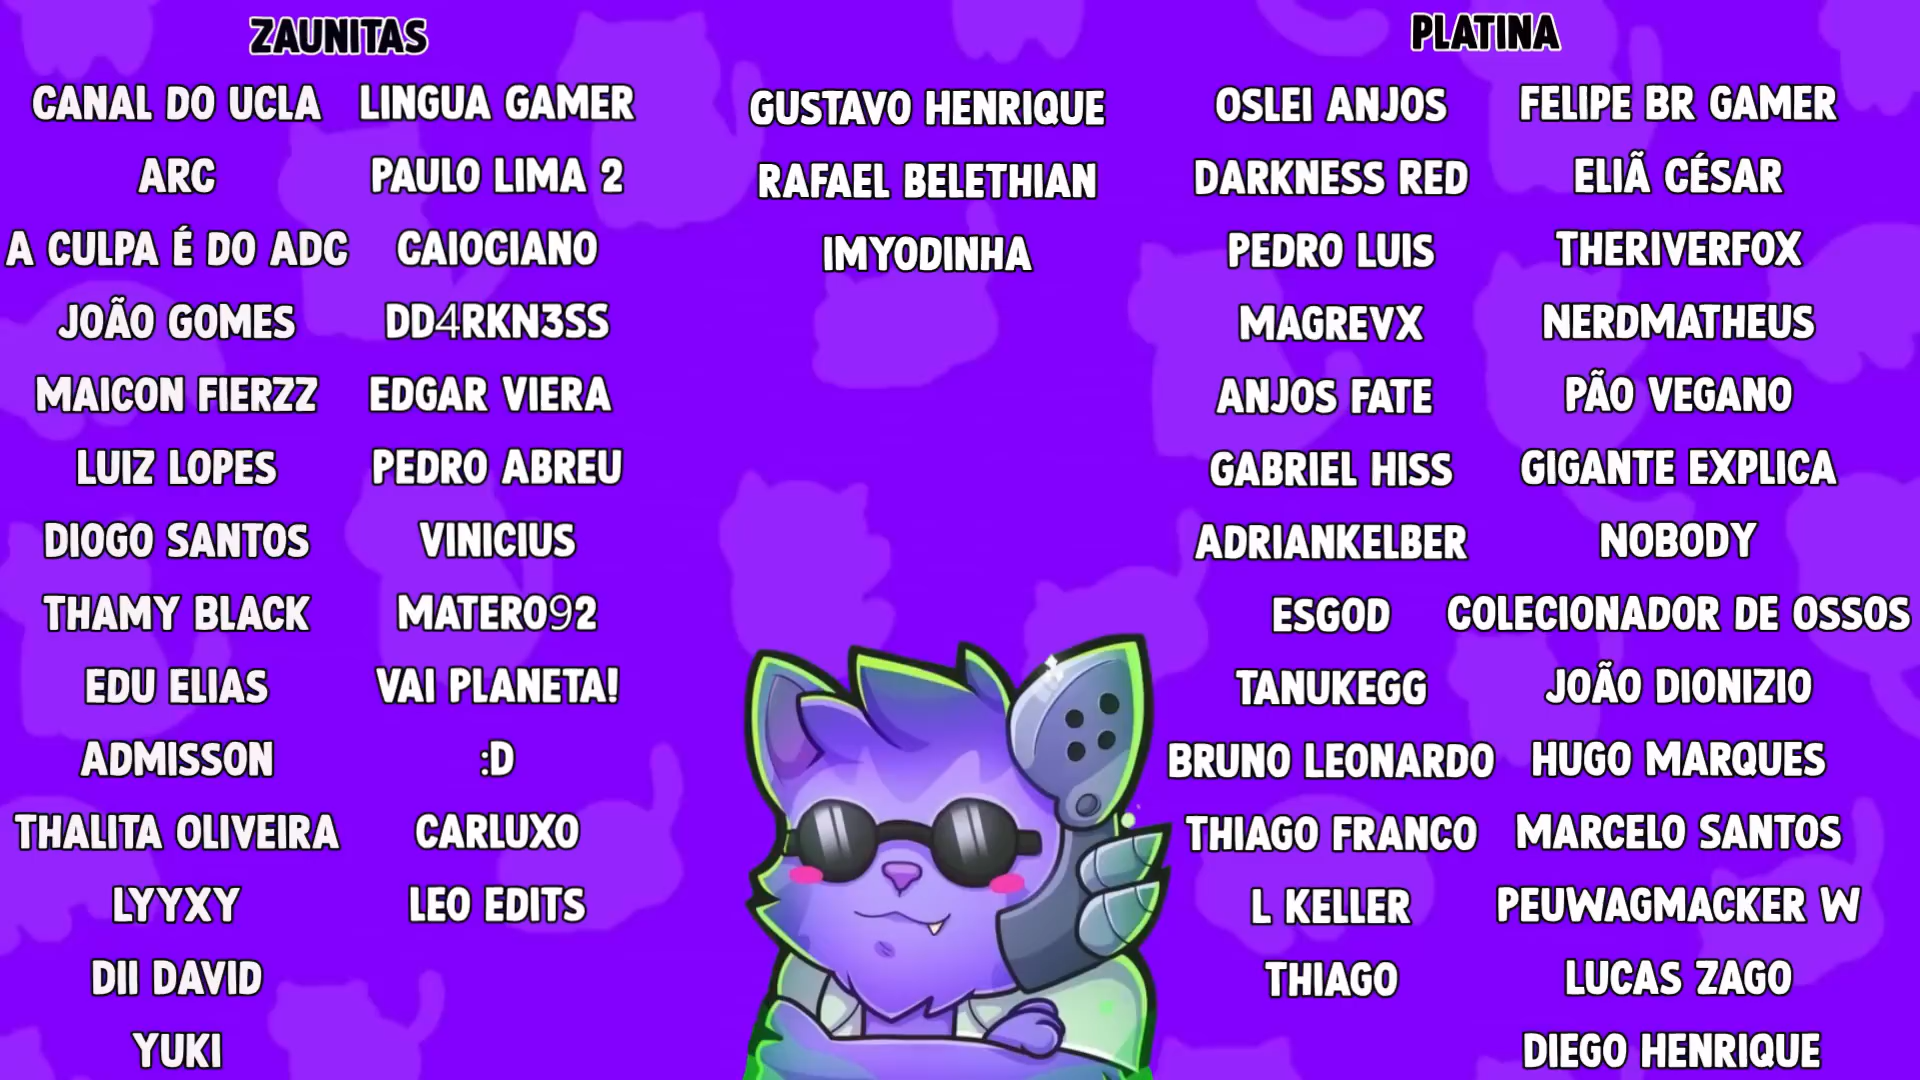 ZAUNITAS
CANAL DO UCLA
ARC
A CULPA É DO ADC
JOÃO GOMES
MAICON FIERZZ
LUIZ LOPES
DIOGO SANTOS
THAMY BLACK
EDU ELIAS
ADMISSON
THALITA OLIVEIRA
LYYXY
DII DAVID
YUKI
LINGUA GAMER
PAULO LIMA 2
CAIOCIANO
DD4RKN3SS
EDGAR VIERA
PEDRO ABREU
VINICIUS
MATERO92
VAI PLANETA!
:D
CARLUXO
LEO EDITS
GUSTAVO HENRIQUE
RAFAEL BELETHIAN
IMYODINHA
PLATINA
OSLEI ANJOS
DARKNESS RED
PEDRO LUIS
MAGREVX
ANJOS FATE
GABRIEL HISS
ADRIANKELBER
ESGOD
TANUKEGG
BRUNO LEONARDO
THIAGO FRANCO
L KELLER
THIAGO
FELIPE BR GAMER
ELIÃ CÉSAR
THERIVERFOX
NERDMATHEUS
PÃO VEGANO
GIGANTE EXPLICA
NOBODY
COLECIONADOR DE OSSOS
JOÃO DIONIZIO
HUGO MARQUES
MARCELO SANTOS
PEUWAGMACKER W
LUCAS ZAGO
DIEGO HENRIQUE